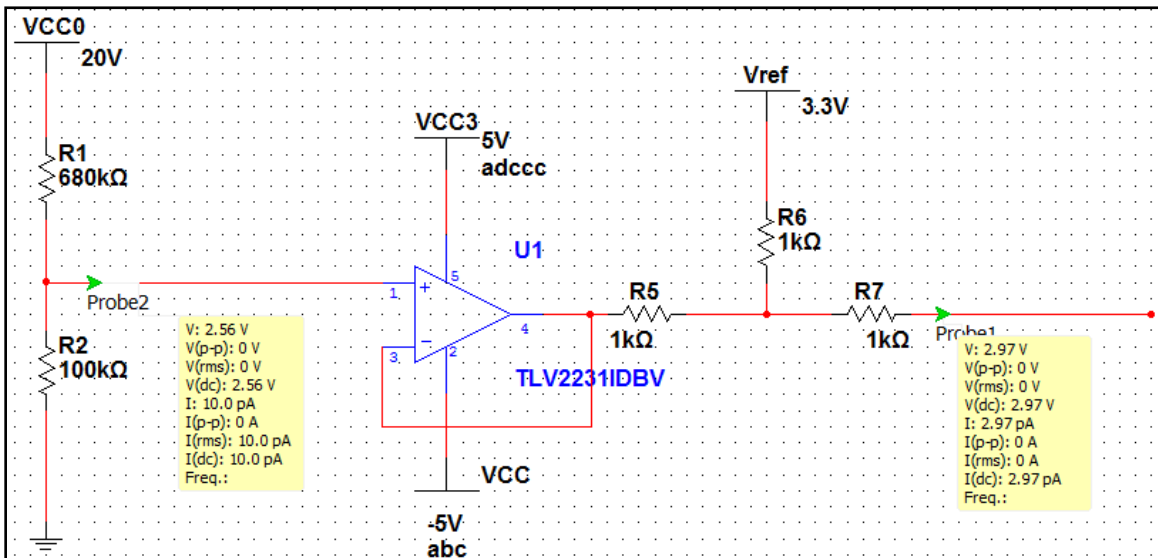 VCC0
20V
R1
680kΩ
Probe2
V: 2.56 V
V(p-p): 0 V
V(rms): 0 V
V(dc): 2.56 V
I: 10.0 pA
I(p-p): 0 A
I(rms): 10.0 pA
I(dc): 10.0 pA
Freq.:
R2
100kΩ
VCC3
5V
adccc
U1
1
5
4
3
2
TLV2231IDBV
VCC
-5V
abc
R5
1kΩ
Vref
3.3V
R6
1kΩ
R7
1kΩ
Probe1
V: 2.97 V
V(p-p): 0 V
V(rms): 0 V
V(dc): 2.97 V
I: 2.97 pA
I(p-p): 0 A
I(rms): 0 A
I(dc): 2.97 pA
Freq.: